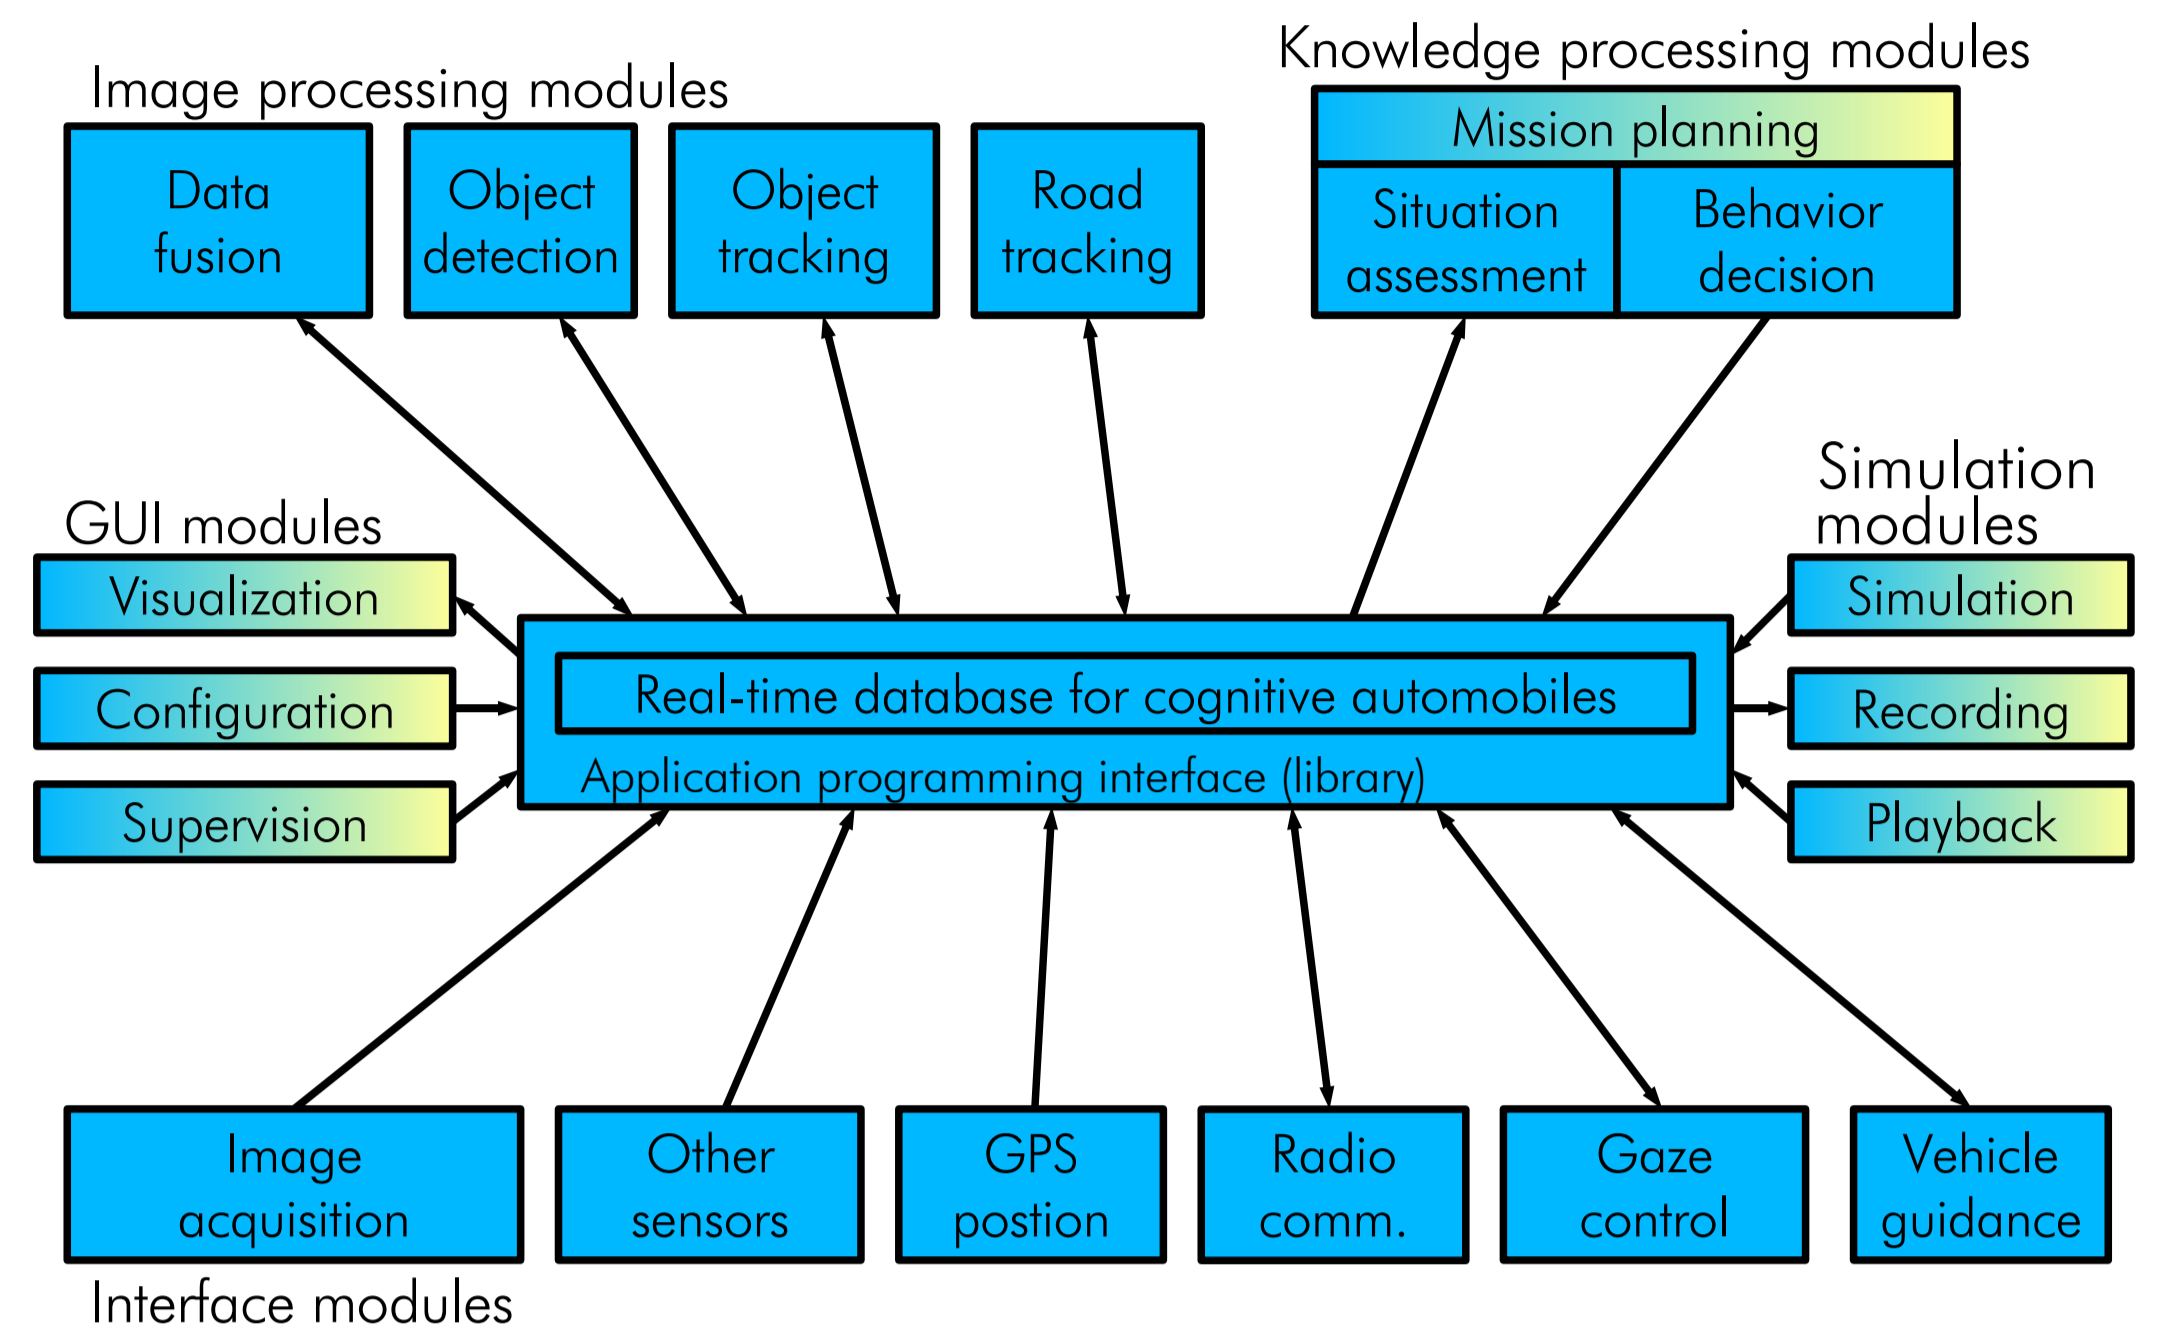 Knowledge processing modules
Image processing modules
Mission planning
Data
fusion
Object
detection
Object
tracking
Road
tracking
Situation
assessment
Behavior
decision
GUI modules
Visualization
Configuration
Supervision
Simulation
modules
Simulation
Recording
Playback
Real-time database for cognitive automobiles
Application programming interface (library)
Image
acquisition
Other
sensors
GPS
postion
Radio
comm.
Gaze
control
Vehicle
guidance
Interface modules